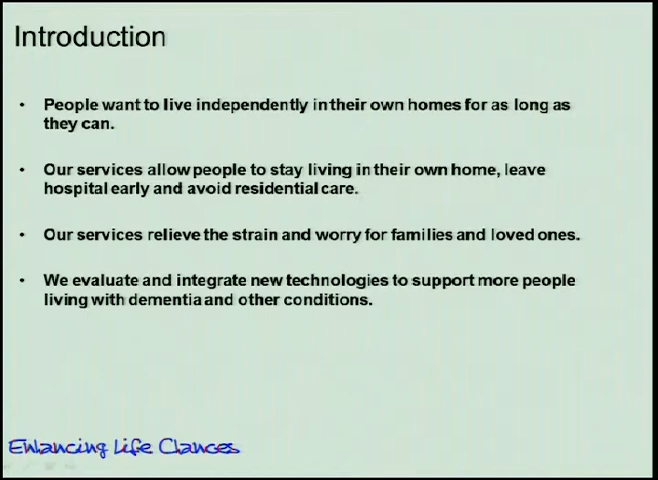 Introduction
• People want to live independently in their own homes for as long as
they can.
• Our services allow people to stay living in their own home, leave
hospital early and avoid residential care.
• Our services relieve the strain and worry for families and loved ones.
• We evaluate and integrate new technologies to support more people
living with dementia and other conditions.
Enhancing Life Chances